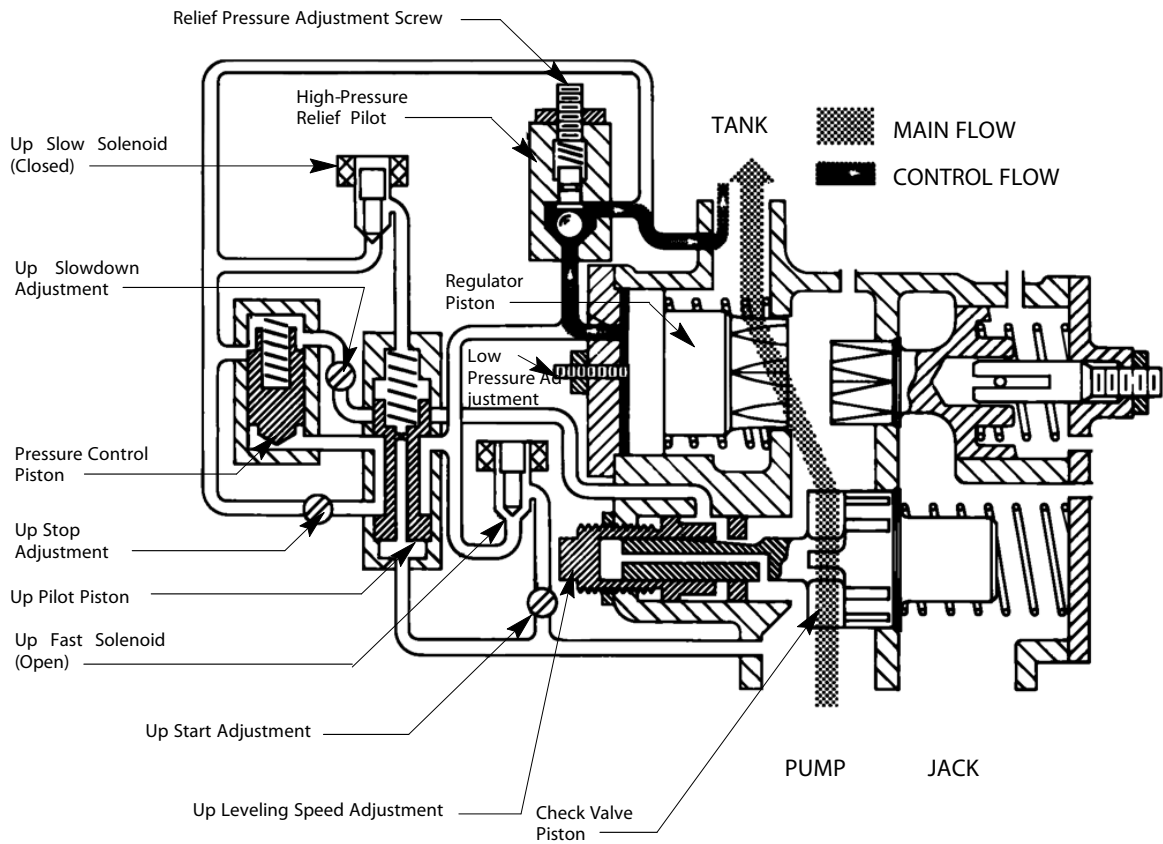 Relief Pressure Adjustment Screw
High-Pressure
Relief Pilot
Up Slow Solenoid
(Closed)
TANK
MAIN FLOW
CONTROL FLOW
Up Slowdown
Adjustment
Regulator
Piston
Low
Pressure Ad
justment
Pressure Control
Piston
Up Stop
Adjustment
Up Pilot Piston
Up Fast Solenoid
(Open)
Up Start Adjustment
PUMP
JACK
Up Leveling Speed Adjustment
Check Valve
Piston